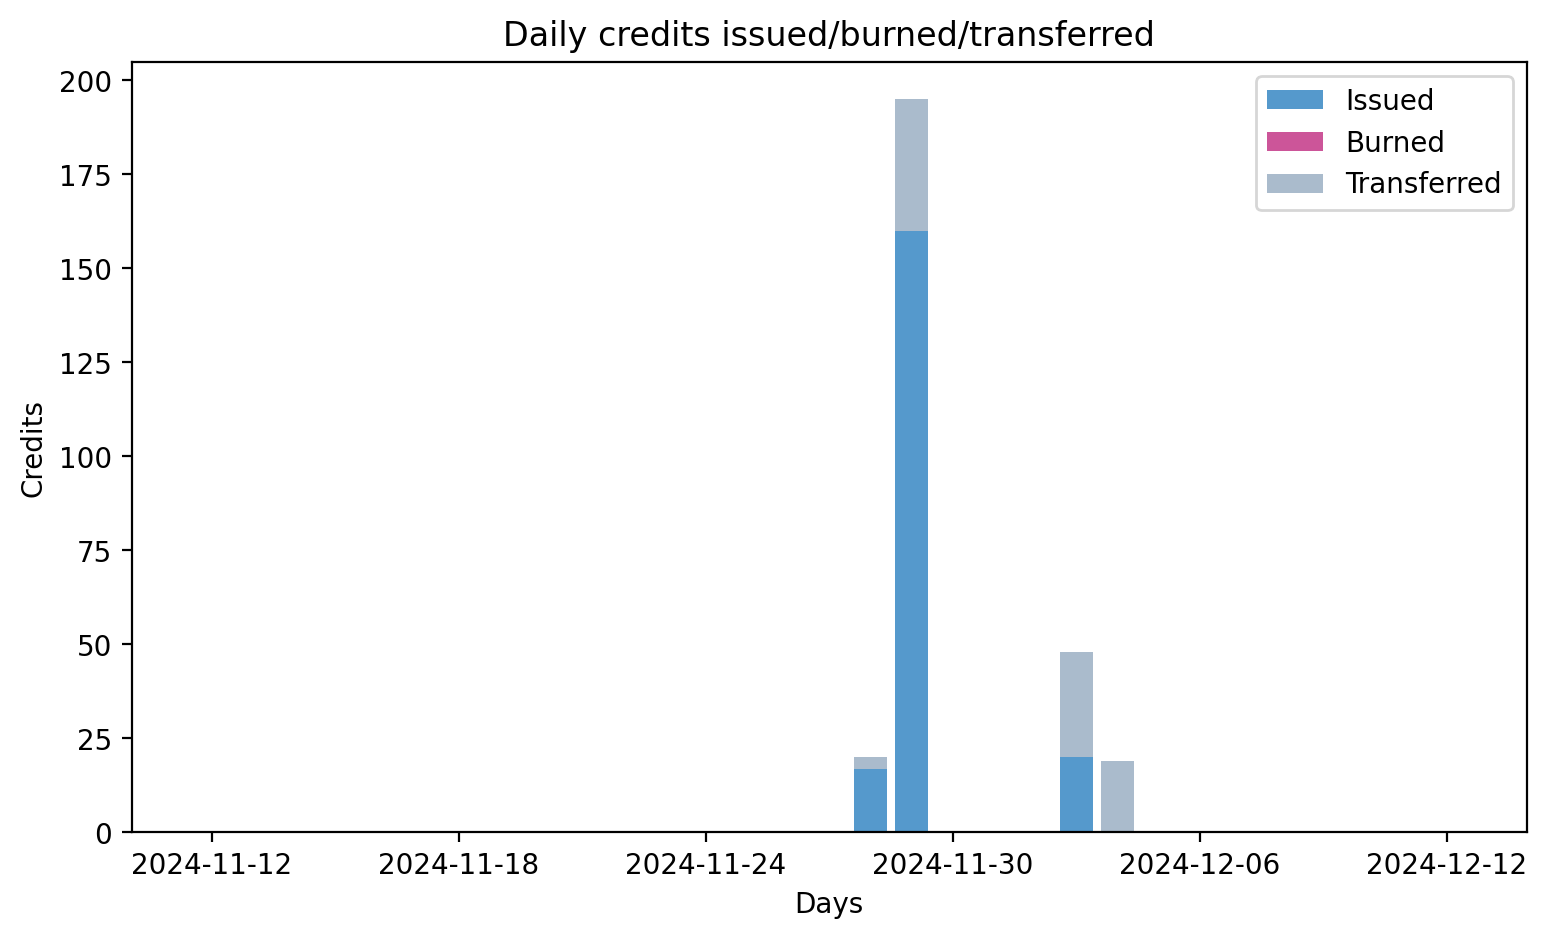 Daily credits issued/burned/transferred
Issued
Burned
Transferred
Credits
200
175
150
125
100
75
50
25
0
2024-11-12 2024-11-18 2024-11-24 2024-11-30 2024-12-06 2024-12-12
Days